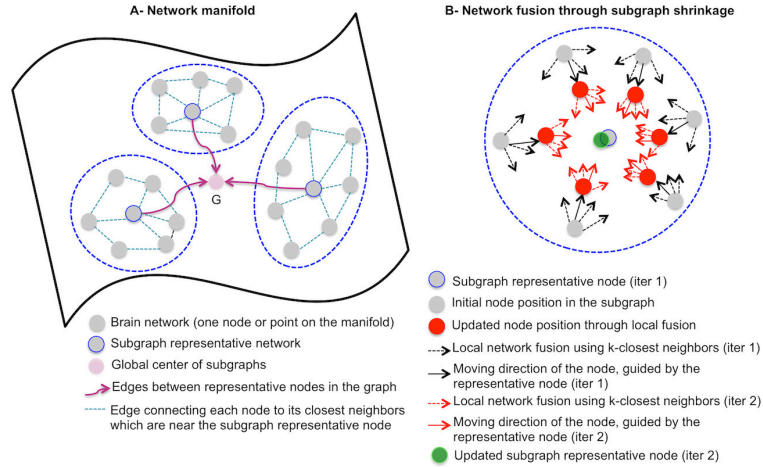 A- Network manifold
G
Brain network (one node or point on the manifold)
Subgraph representative network
Global center of subgraphs
Edges between representative nodes in the graph
Edge connecting each node to its closest neighbors
which are near the subgraph representative node
B- Network fusion through subgraph shrinkage
Subgraph representative node (iter 1)
Initial node position in the subgraph
Updated node position through local fusion
Local network fusion using k-closest neighbors (iter 1)
Moving direction of the node, guided by the
representative node (iter 1)
Local network fusion using k-closest neighbors (iter 2)
Moving direction of the node, guided by the
representative node (iter 2)
Updated subgraph representative node (iter 2)